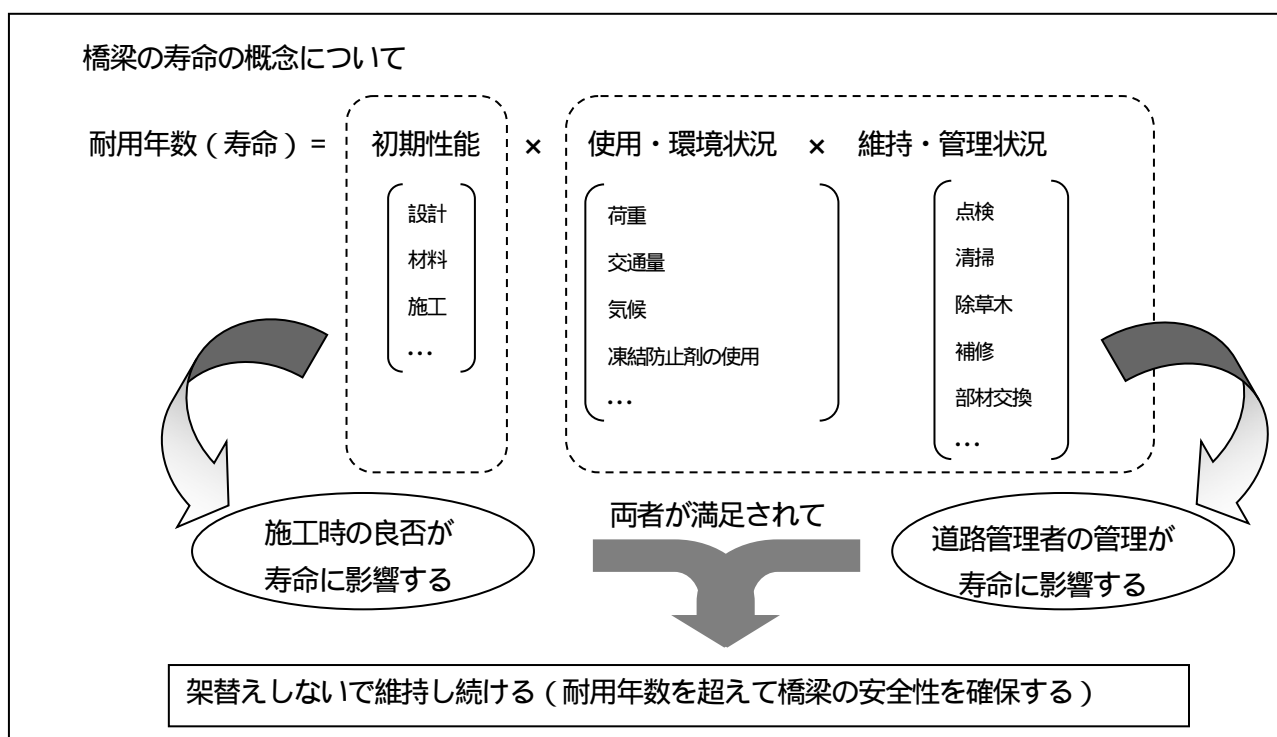 橋梁の寿命の概念について
耐用年数(寿命)= 初期性能 × 使用・環境状況 × 維持・管理状況
設計
材料
施工
…
荷重
交通量
気候
凍結防止剤の使用
…
点検
清掃
除草木
補修
部材交換
…
施工時の良否が
寿命に影響する
両者が満足されて
道路管理者の管理が
寿命に影響する
架替えしないで維持し続ける(耐用年数を超えて橋梁の安全性を確保する)